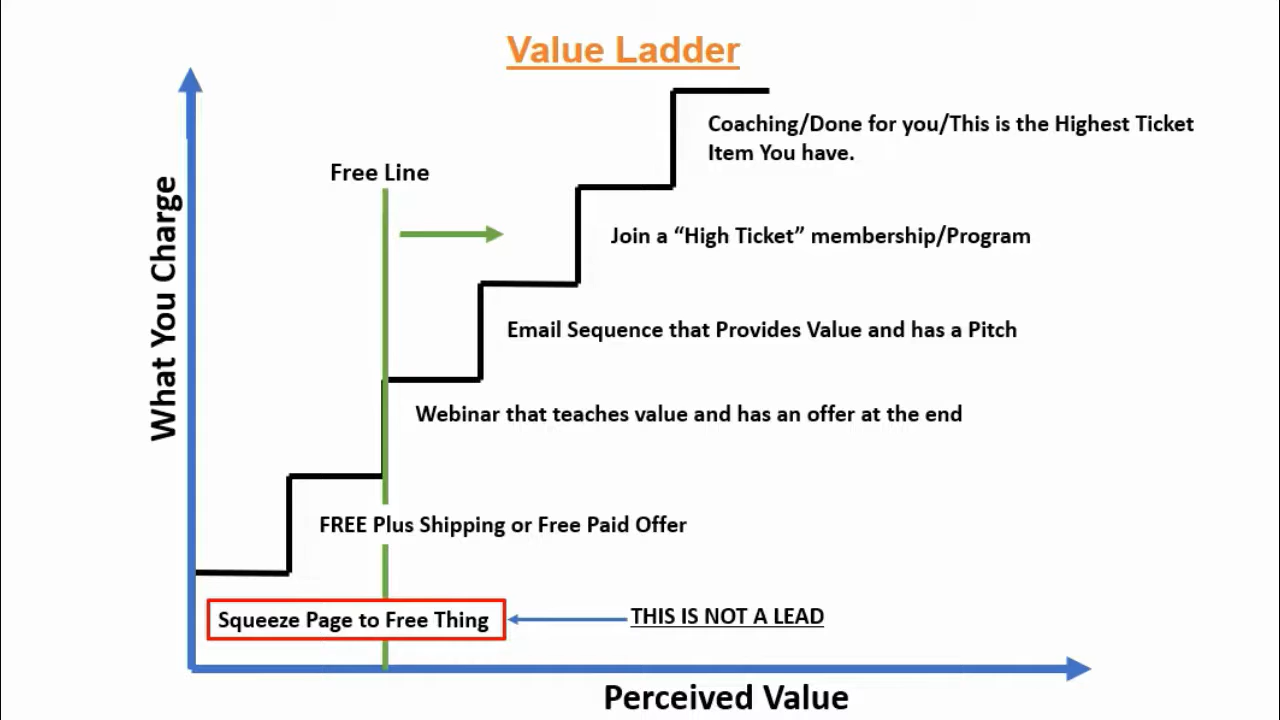 Value Ladder
Coaching/Done for you/This is the Highest Ticket
Item You have.
Free Line
What You Charge
Join a “High Ticket” membership/Program
Email Sequence that Provides Value and has a Pitch
Webinar that teaches value and has an offer at the end
FREE Plus Shipping or Free Paid Offer
Squeeze Page to Free Thing
THIS IS NOT A LEAD
Perceived Value